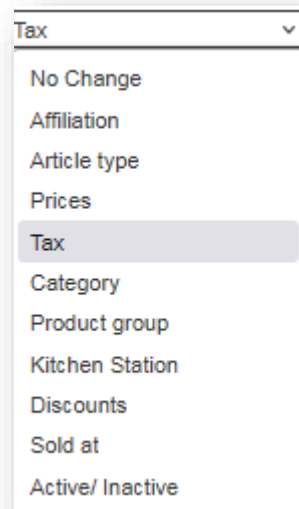 Tax
No Change
Affiliation
Article type
Prices
Tax
Category
Product group
Kitchen Station
Discounts
Sold at
Active/ Inactive